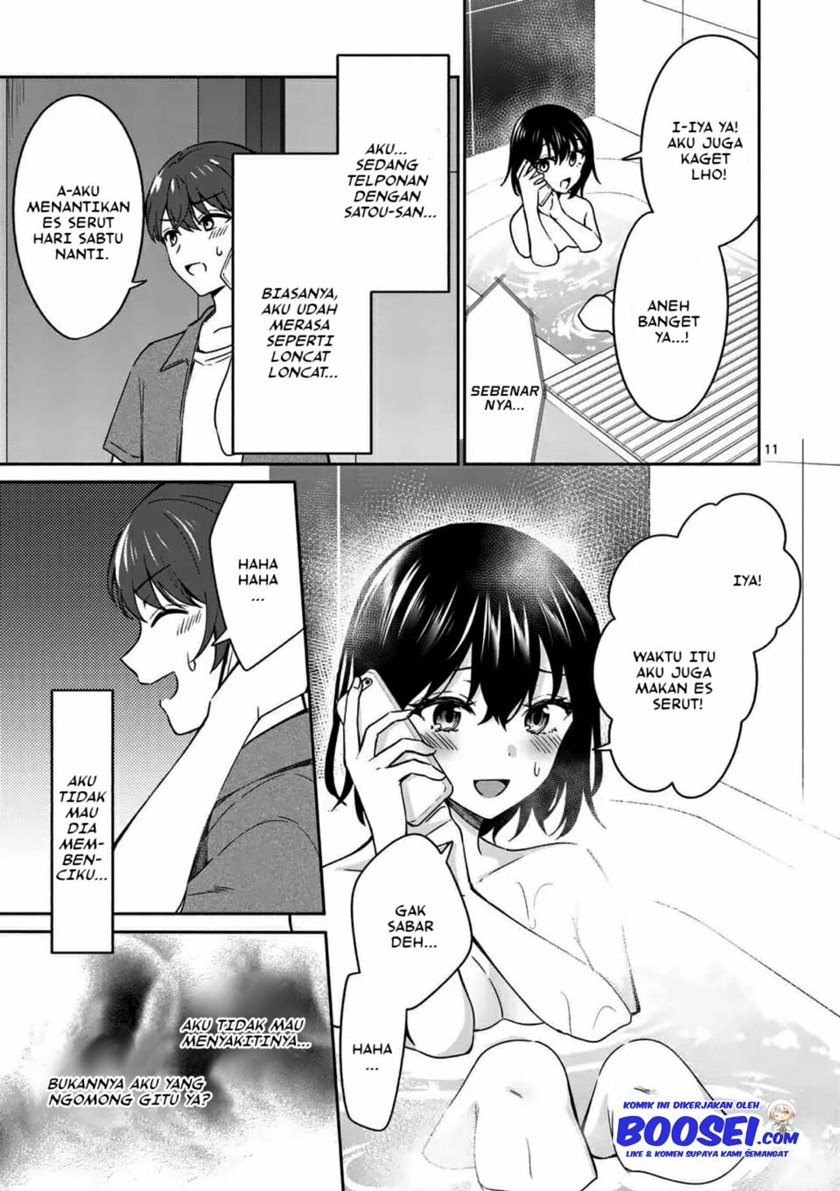 I-IYA YA!
AKU JUGA
KAGET
LHO!
ANEH
BANGET
YA...!
SEBENAR
NYA...
AKU...
SEDANG
TELPONAN
DENGAN
SATOU-SAN...
BIASANYA,
AKU UDAH
MERASA
SEPERTI
LONCAT
LONCAT...
A-AKU
MENANTIKAN
ES SERUT
HARI SABTU
NANTI.
11
IYA!
WAKTU ITU
AKU JUGA
MAKAN ES
SERUT!
GAK
SABAR
DEH...
HAHA
...
HAHA
HAHA
...
AKU
TIDAK
MAU
DIA
MEM-
BEN-
CIKU...
AKU TIDAK MAU
MENYAKITINYA...
BUKANNYA AKU YANG
NGOMONG GITU YA?
KOMIK INI DIKERJAKAN OLEH
BOOSEI.COM
LIKE & KOMEN SUPAYA KAMI SEMANGAT